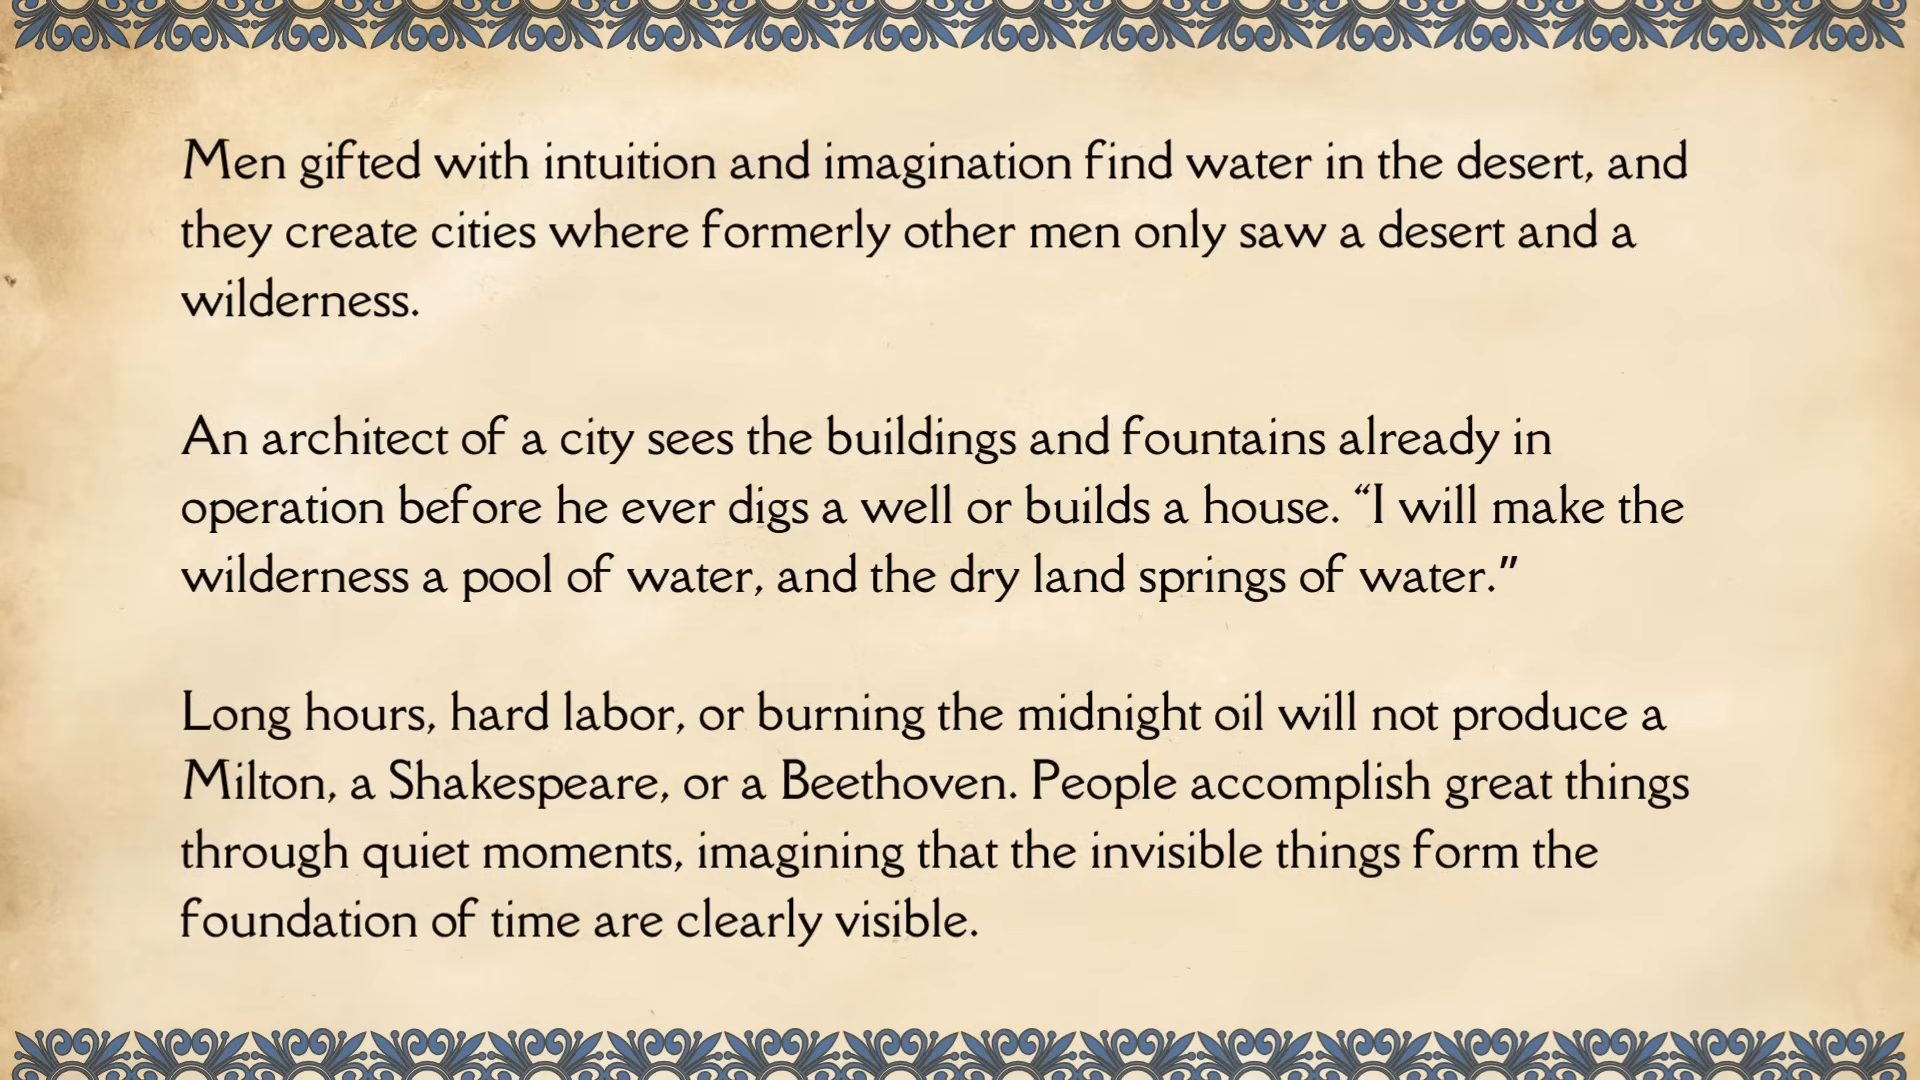 Men gifted with intuition and imagination find water in the desert, and
they create cities where formerly other men only saw a desert and a
wilderness.
An architect of a city sees the buildings and fountains already in
operation before he ever digs a well or builds a house. “I will make the
wilderness a pool of water, and the dry land springs of water.”
Long hours, hard labor, or burning the midnight oil will not produce a
Milton, a Shakespeare, or a Beethoven. People accomplish great things
through quiet moments, imagining that the invisible things form the
foundation of time are clearly visible.